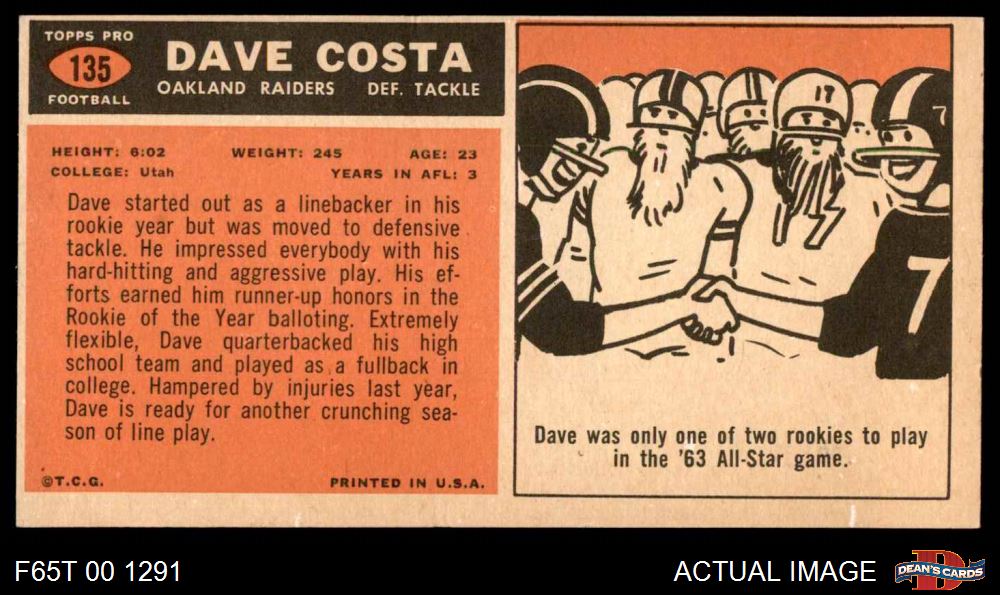 TOPPS PRO
135
FOOTBALL
DAVE COSTA
OAKLAND RAIDERS DEF. TACKLE
HEIGHT: 6:02 WEIGHT: 245 AGE: 23
COLLEGE: Utah YEARS IN AFL: 3
Dave started out as a linebacker in his
rookie year but was moved to defensive
tackle. He impressed everybody with his
hard-hitting and aggressive play. His ef-
forts earned him runner-up honors in the
Rookie of the Year balloting. Extremely
flexible, Dave quarterbacked his high
school team and played as a fullback in
college. Hampered by injuries last year,
Dave is ready for another crunching sea-
son of line play.
©T.C.G. PRINTED IN U.S.A.
17
7
7
Dave was only one of two rookies to play
in the '63 All-Star game.
F65T 00 1291
ACTUAL IMAGE
D
DEAN'S CARDS